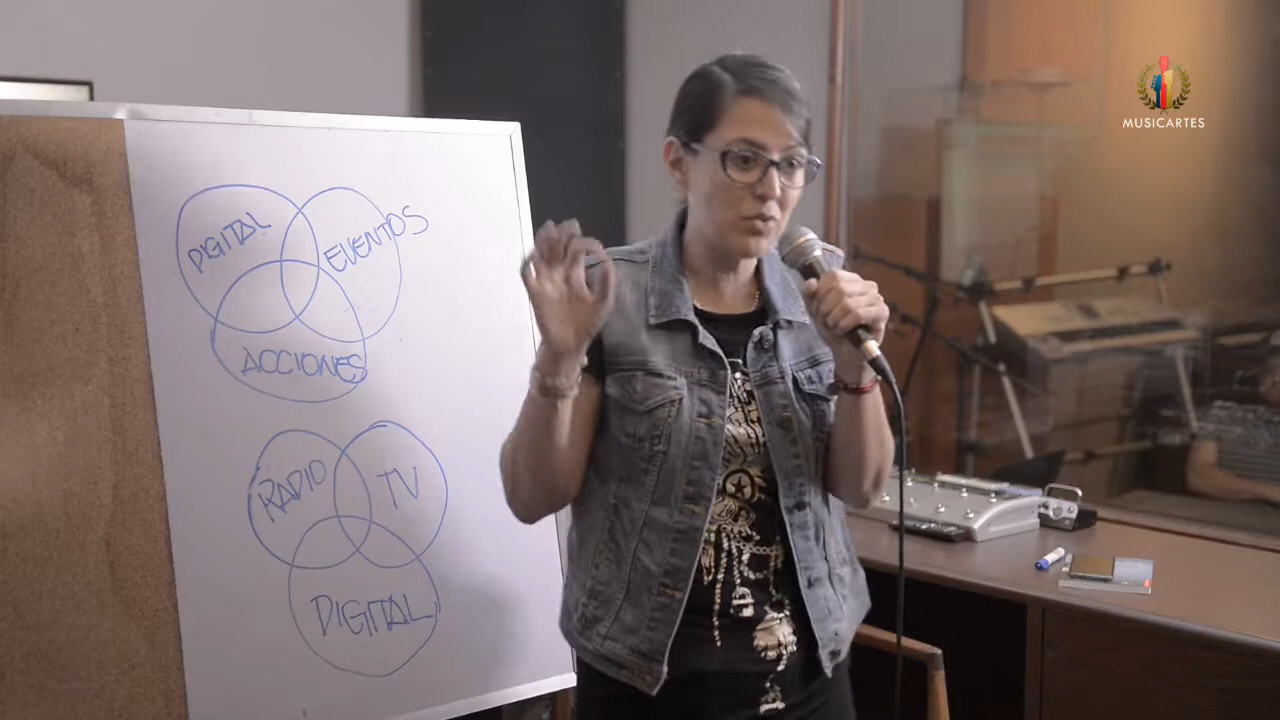 MUSICARTES
DIGITAL
EVENTOS
ACCIONES
RADIO
TV
DIGITAL